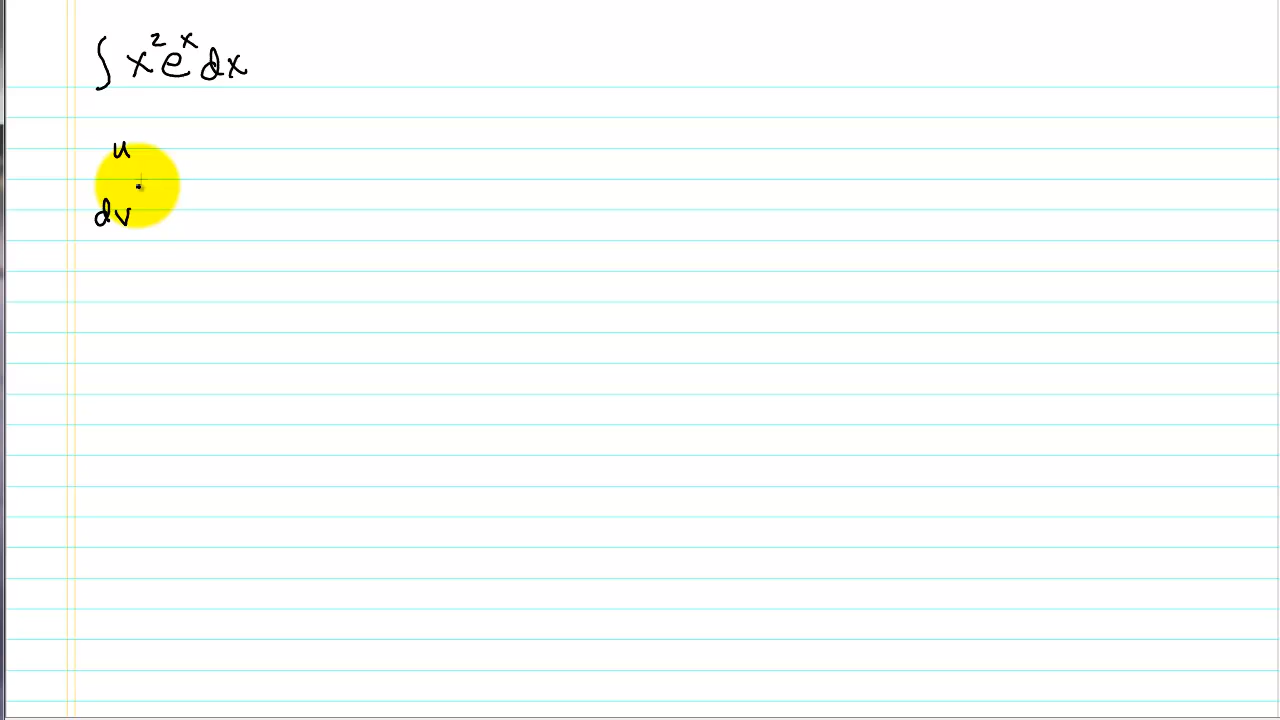 ∫ x²eˣ dx
u
dv